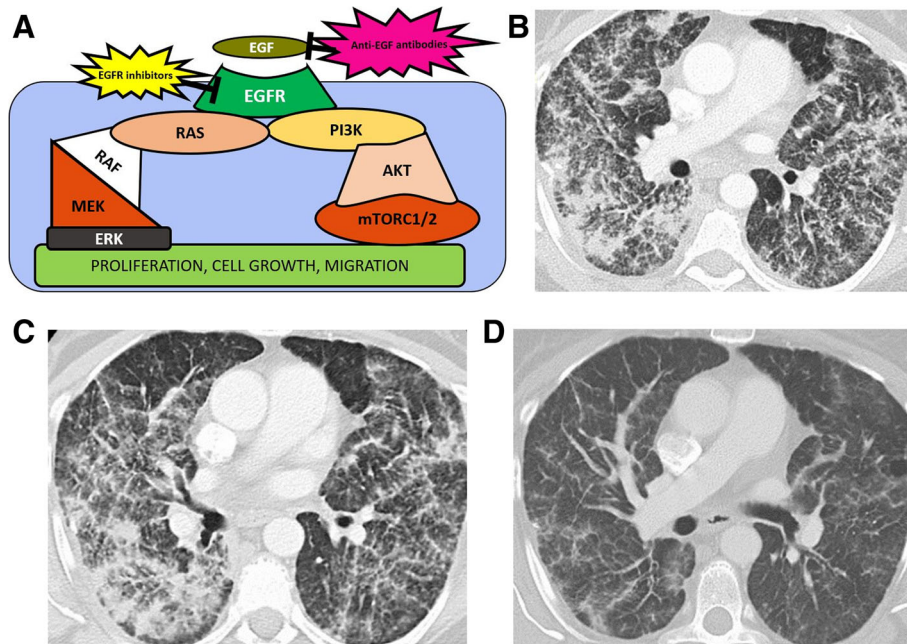 A
EGF
Anti-EGF antibodies
EGFR inhibitors
EGFR
RAS
PI3K
RAF
AKT
MEK
mTORC1/2
ERK
PROLIFERATION, CELL GROWTH, MIGRATION
B
C
D